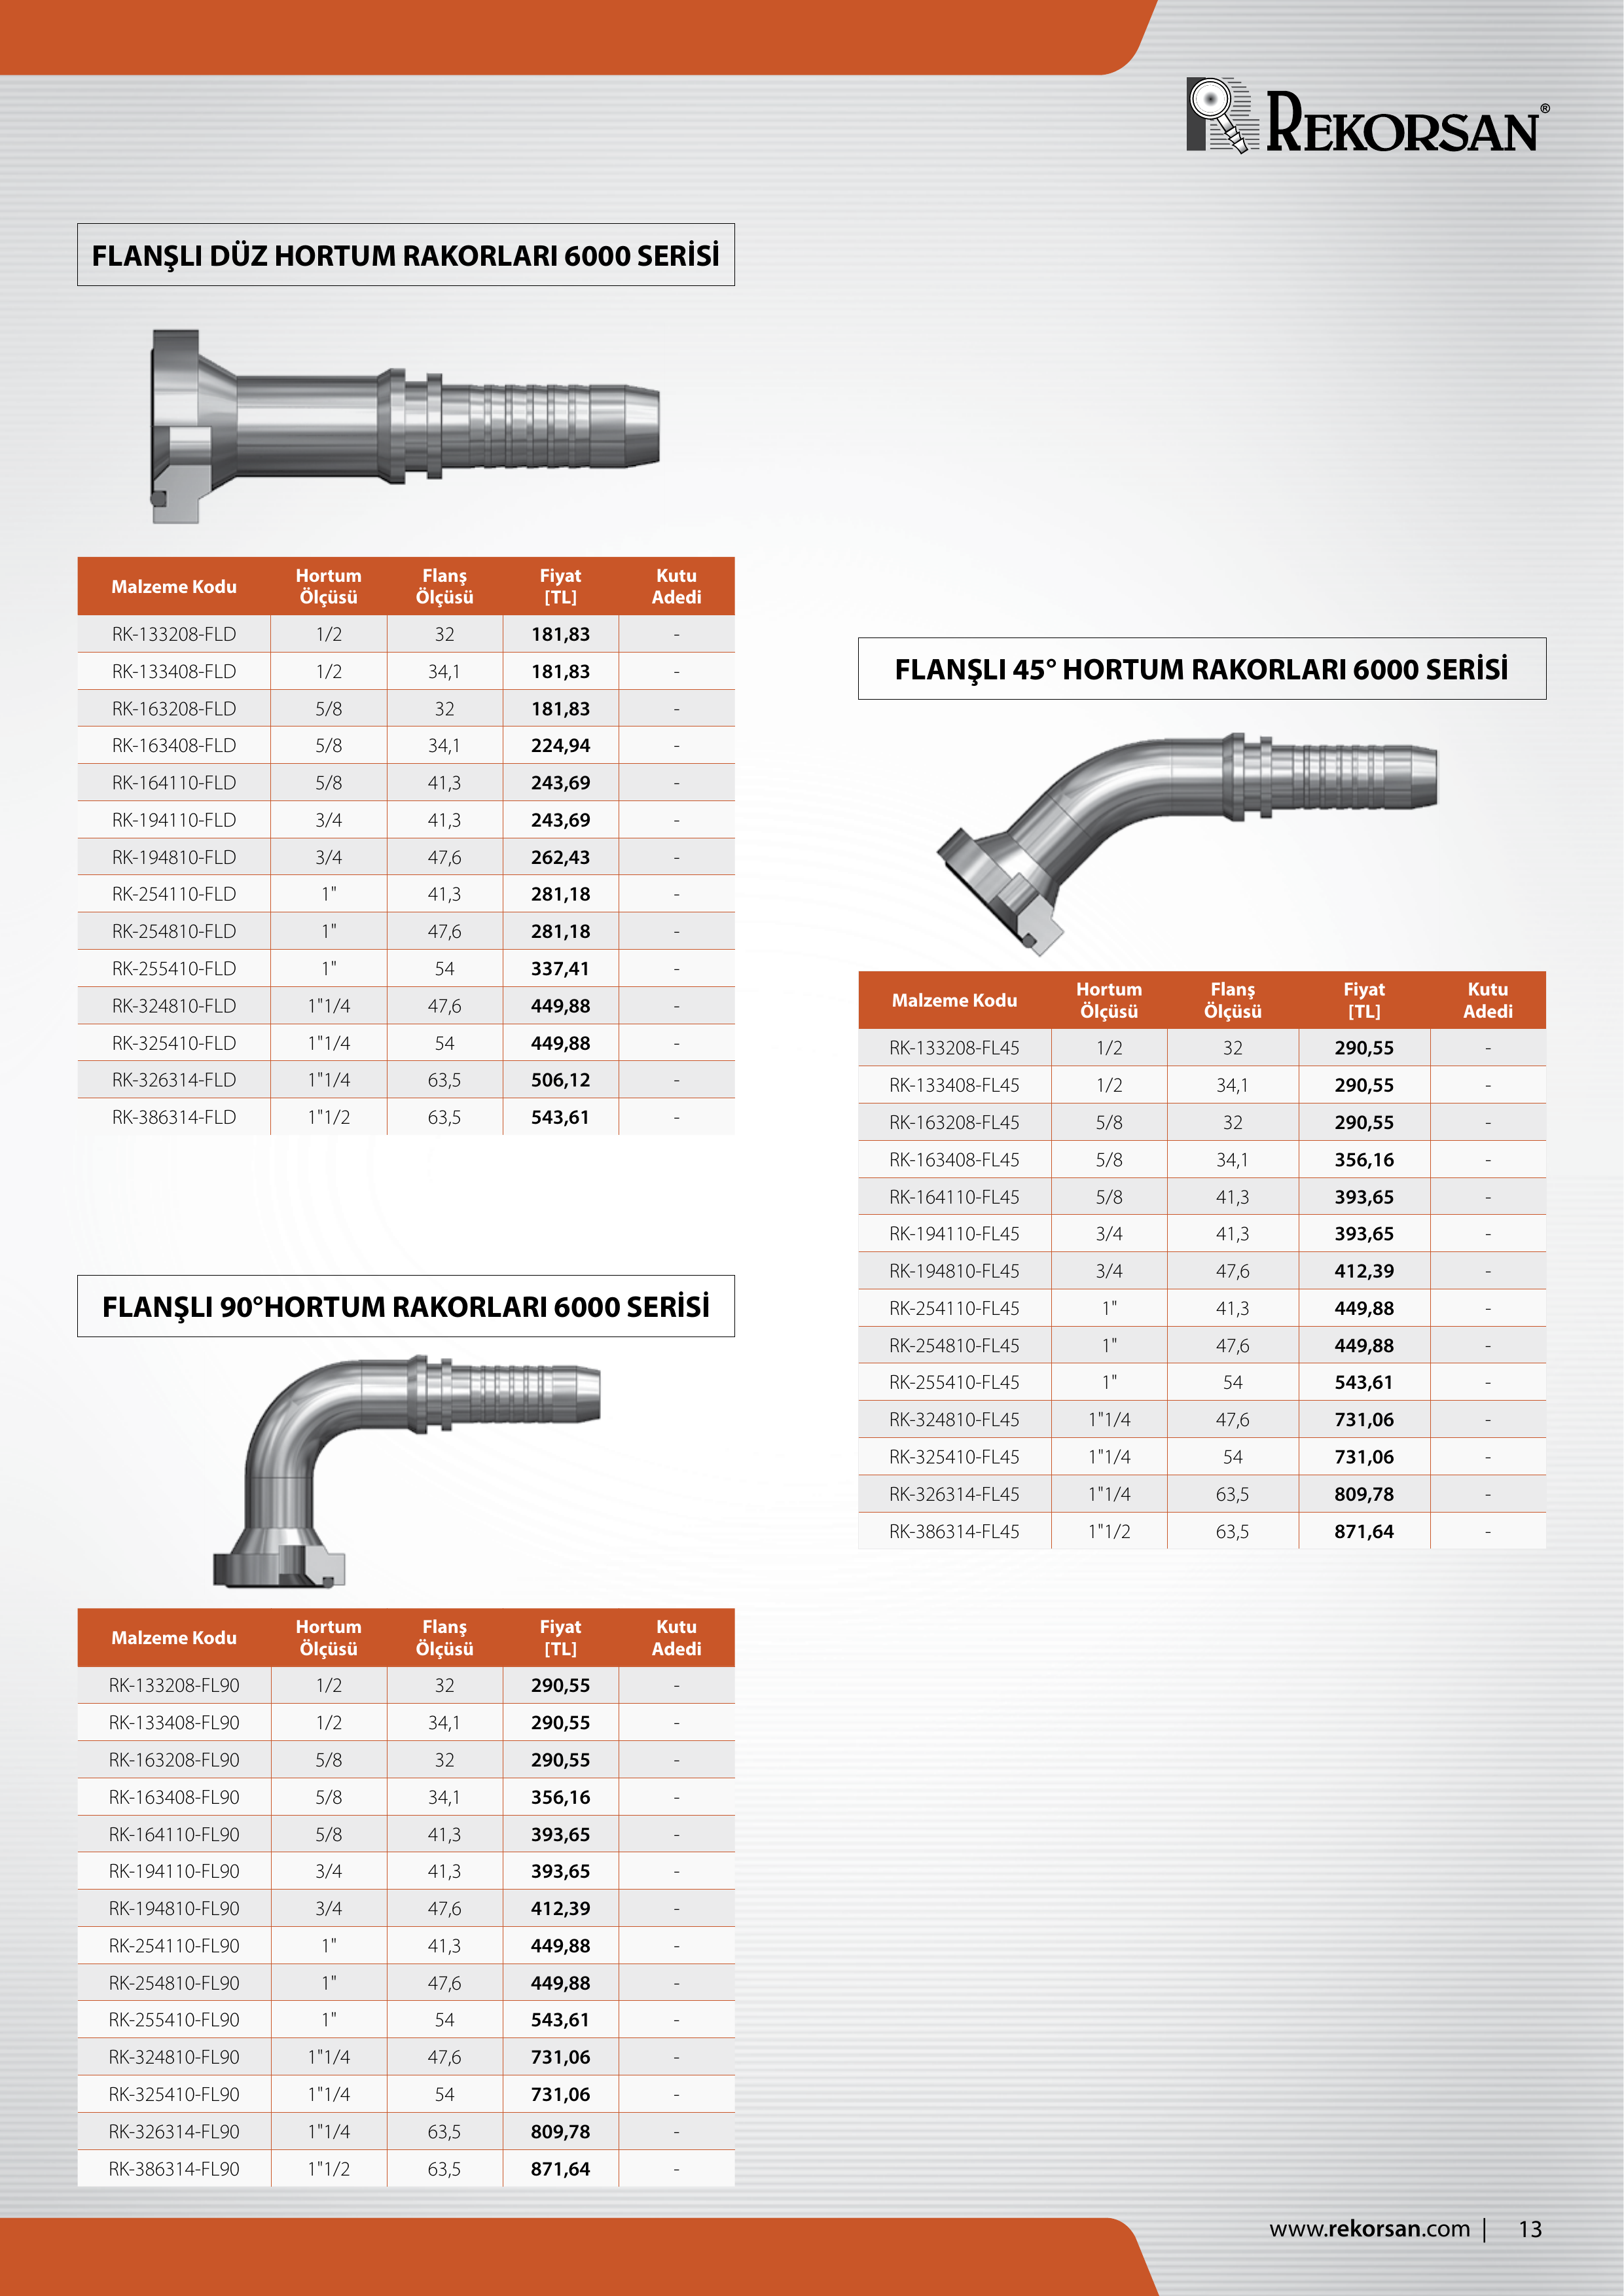 REKORSAN®
FLANŞLI DÜZ HORTUM RAKORLARI 6000 SERİSİ
Malzeme Kodu Hortum Ölçüsü Flanş Ölçüsü Fiyat [TL] Kutu Adedi
RK-133208-FLD 1/2 32 181,83 -
RK-133408-FLD 1/2 34,1 181,83 -
RK-163208-FLD 5/8 32 181,83 -
RK-163408-FLD 5/8 34,1 224,94 -
RK-164110-FLD 5/8 41,3 243,69 -
RK-194110-FLD 3/4 41,3 243,69 -
RK-194810-FLD 3/4 47,6 262,43 -
RK-254110-FLD 1" 41,3 281,18 -
RK-254810-FLD 1" 47,6 281,18 -
RK-255410-FLD 1" 54 337,41 -
RK-324810-FLD 1"1/4 47,6 449,88 -
RK-325410-FLD 1"1/4 54 449,88 -
RK-326314-FLD 1"1/4 63,5 506,12 -
RK-386314-FLD 1"1/2 63,5 543,61 -
FLANŞLI 45° HORTUM RAKORLARI 6000 SERİSİ
Malzeme Kodu Hortum Ölçüsü Flanş Ölçüsü Fiyat [TL] Kutu Adedi
RK-133208-FL45 1/2 32 290,55 -
RK-133408-FL45 1/2 34,1 290,55 -
RK-163208-FL45 5/8 32 290,55 -
RK-163408-FL45 5/8 34,1 356,16 -
RK-164110-FL45 5/8 41,3 393,65 -
RK-194110-FL45 3/4 41,3 393,65 -
RK-194810-FL45 3/4 47,6 412,39 -
RK-254110-FL45 1" 41,3 449,88 -
RK-254810-FL45 1" 47,6 449,88 -
RK-255410-FL45 1" 54 543,61 -
RK-324810-FL45 1"1/4 47,6 731,06 -
RK-325410-FL45 1"1/4 54 731,06 -
RK-326314-FL45 1"1/4 63,5 809,78 -
RK-386314-FL45 1"1/2 63,5 871,64 -
FLANŞLI 90°HORTUM RAKORLARI 6000 SERİSİ
Malzeme Kodu Hortum Ölçüsü Flanş Ölçüsü Fiyat [TL] Kutu Adedi
RK-133208-FL90 1/2 32 290,55 -
RK-133408-FL90 1/2 34,1 290,55 -
RK-163208-FL90 5/8 32 290,55 -
RK-163408-FL90 5/8 34,1 356,16 -
RK-164110-FL90 5/8 41,3 393,65 -
RK-194110-FL90 3/4 41,3 393,65 -
RK-194810-FL90 3/4 47,6 412,39 -
RK-254110-FL90 1" 41,3 449,88 -
RK-254810-FL90 1" 47,6 449,88 -
RK-255410-FL90 1" 54 543,61 -
RK-324810-FL90 1"1/4 47,6 731,06 -
RK-325410-FL90 1"1/4 54 731,06 -
RK-326314-FL90 1"1/4 63,5 809,78 -
RK-386314-FL90 1"1/2 63,5 871,64 -
www.rekorsan.com | 13